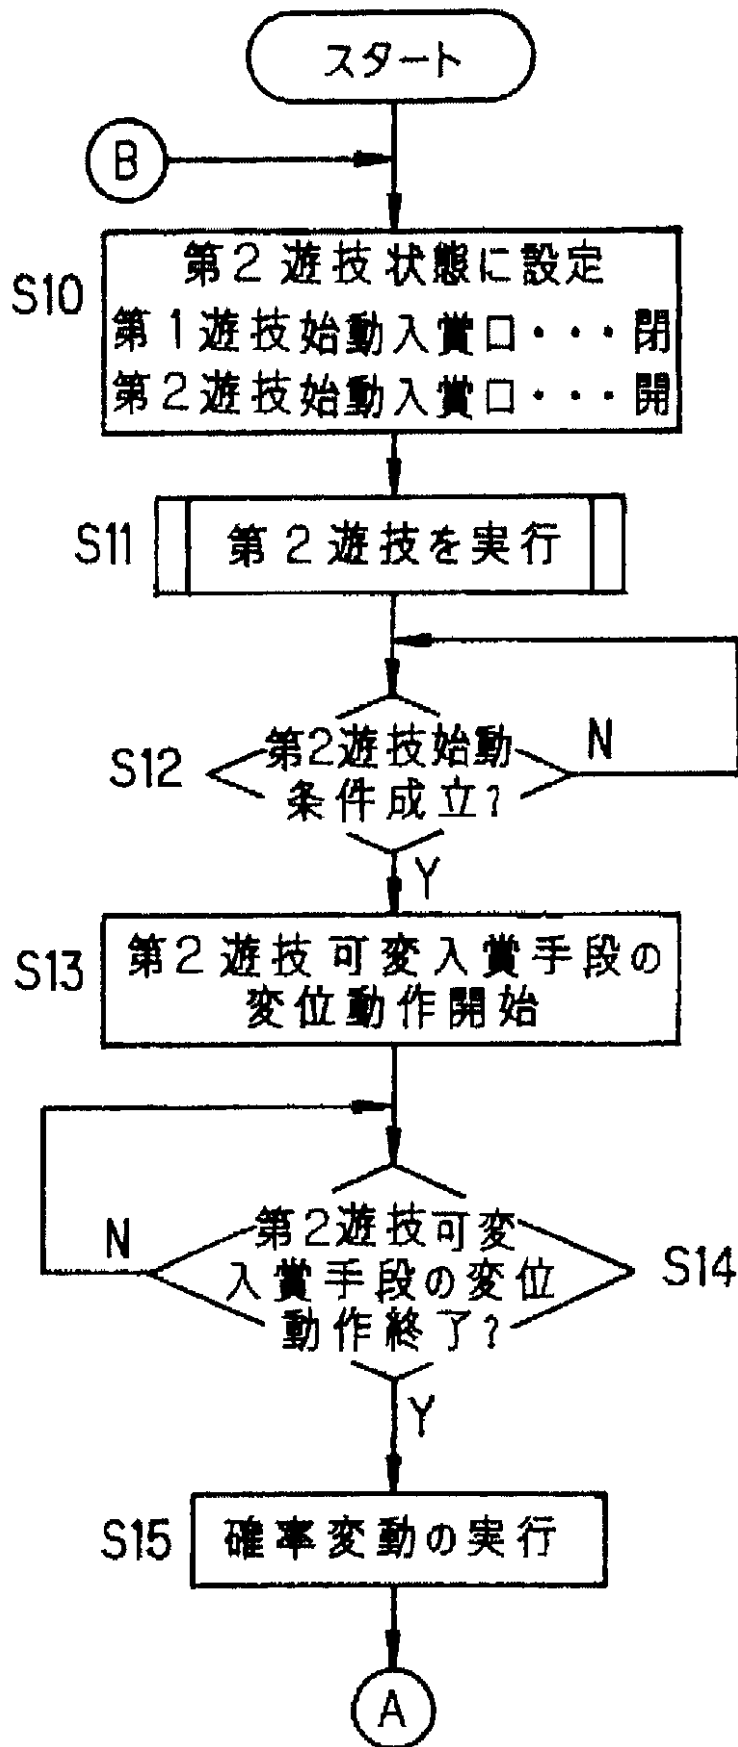 スタート
B
S10
第2遊技状態に設定
第1遊技始動入賞口・・・閉
第2遊技始動入賞口・・・開
S11
第2遊技を実行
S12
第2遊技始動
条件成立?
N
Y
S13
第2遊技可変入賞手段の
変位動作開始
N
第2遊技可変
入賞手段の変位
動作終了?
S14
Y
S15
確率変動の実行
A